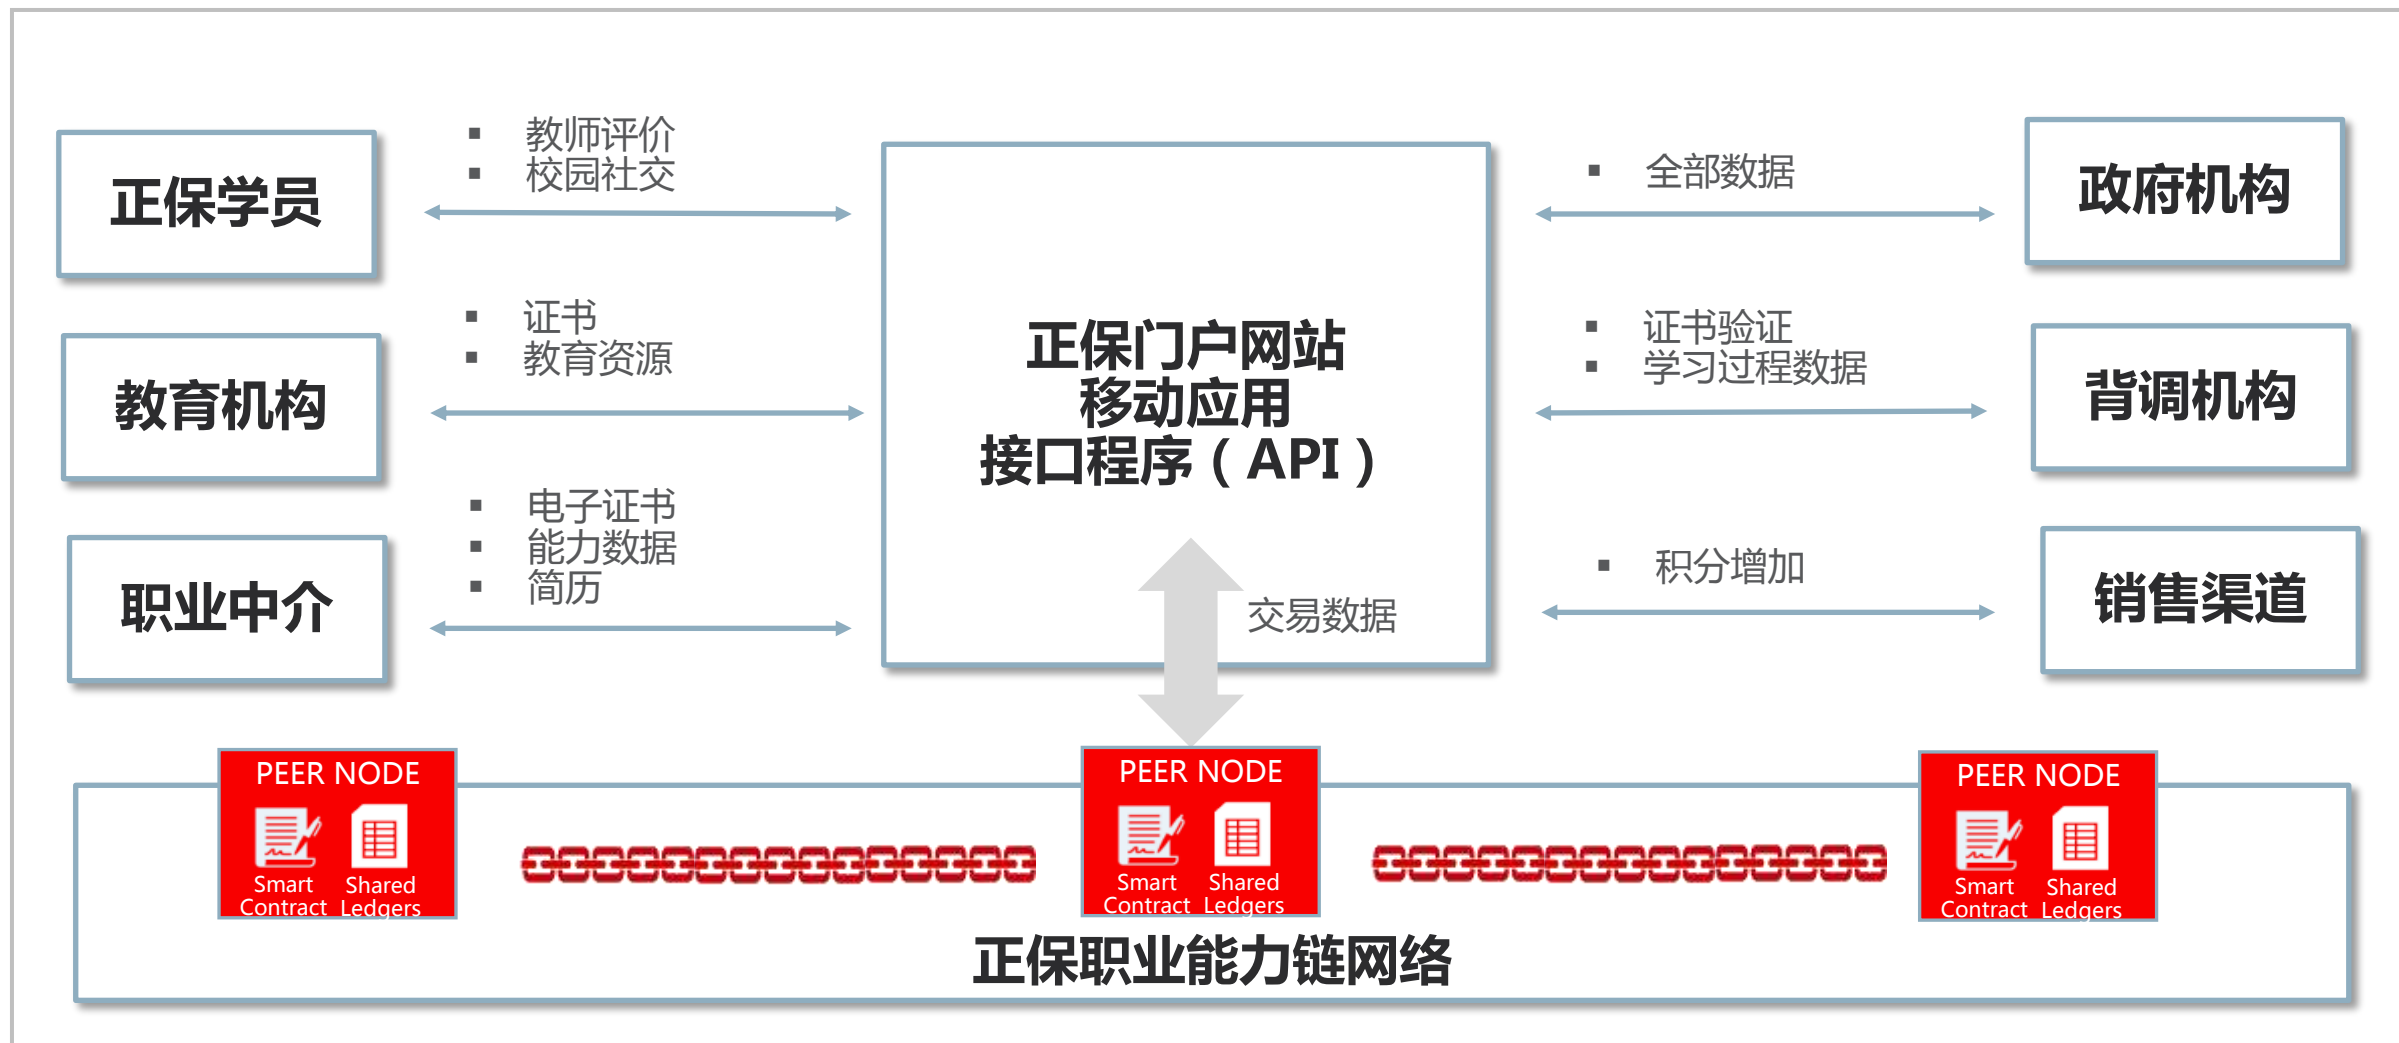 正保学员
▪ 教师评价
▪ 校园社交
教育机构
▪ 证书
▪ 教育资源
职业中介
▪ 电子证书
▪ 能力数据
▪ 简历
正保门户网站
移动应用
接口程序（API）
交易数据
▪ 全部数据
政府机构
▪ 证书验证
▪ 学习过程数据
背调机构
▪ 积分增加
销售渠道
PEER NODE
Smart
Contract
Shared
Ledgers
PEER NODE
Smart
Contract
Shared
Ledgers
PEER NODE
Smart
Contract
Shared
Ledgers
正保职业能力链网络